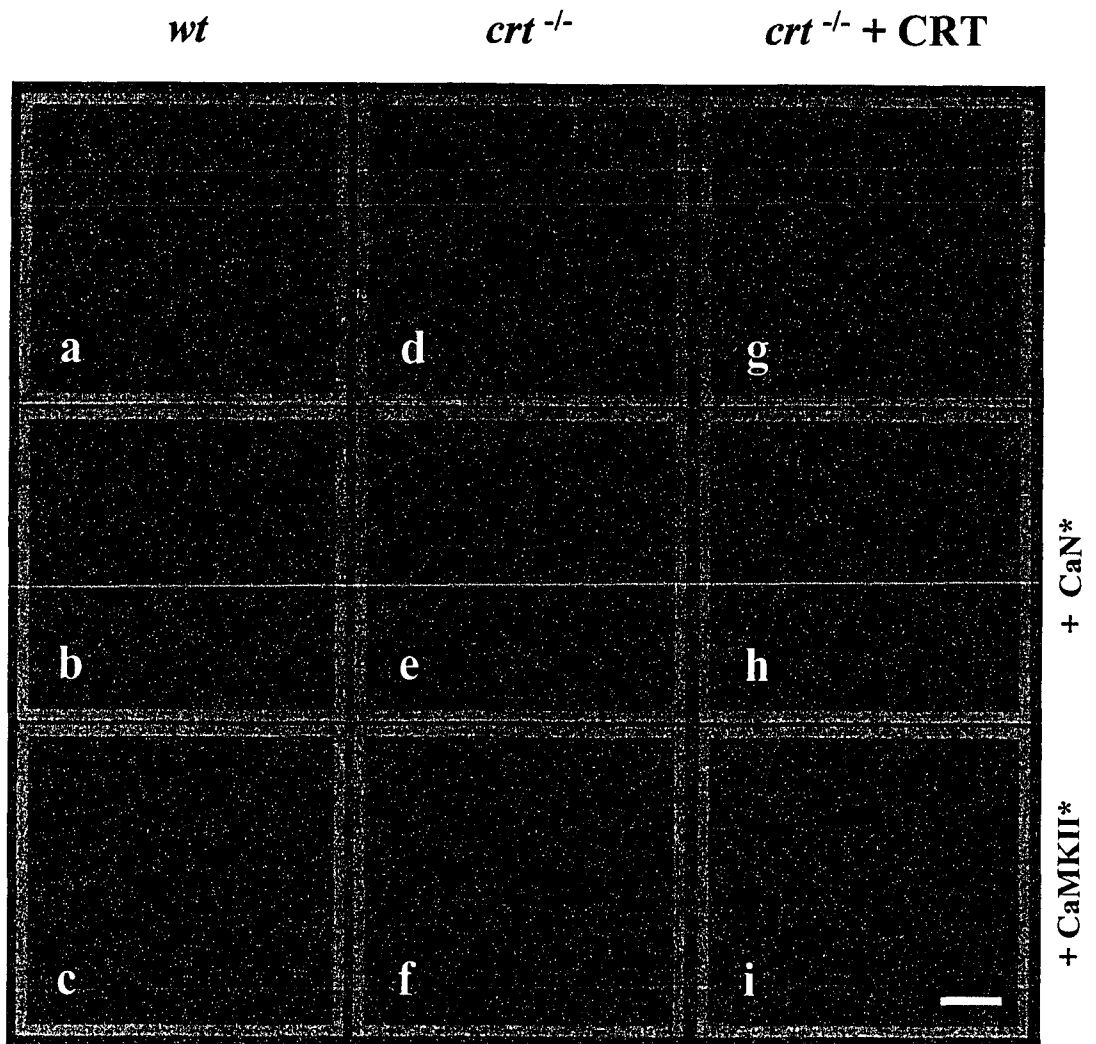 wt crt -/- crt -/- + CRT
a d g
b e h
+ CaN*
c f i
+ CaMKII*